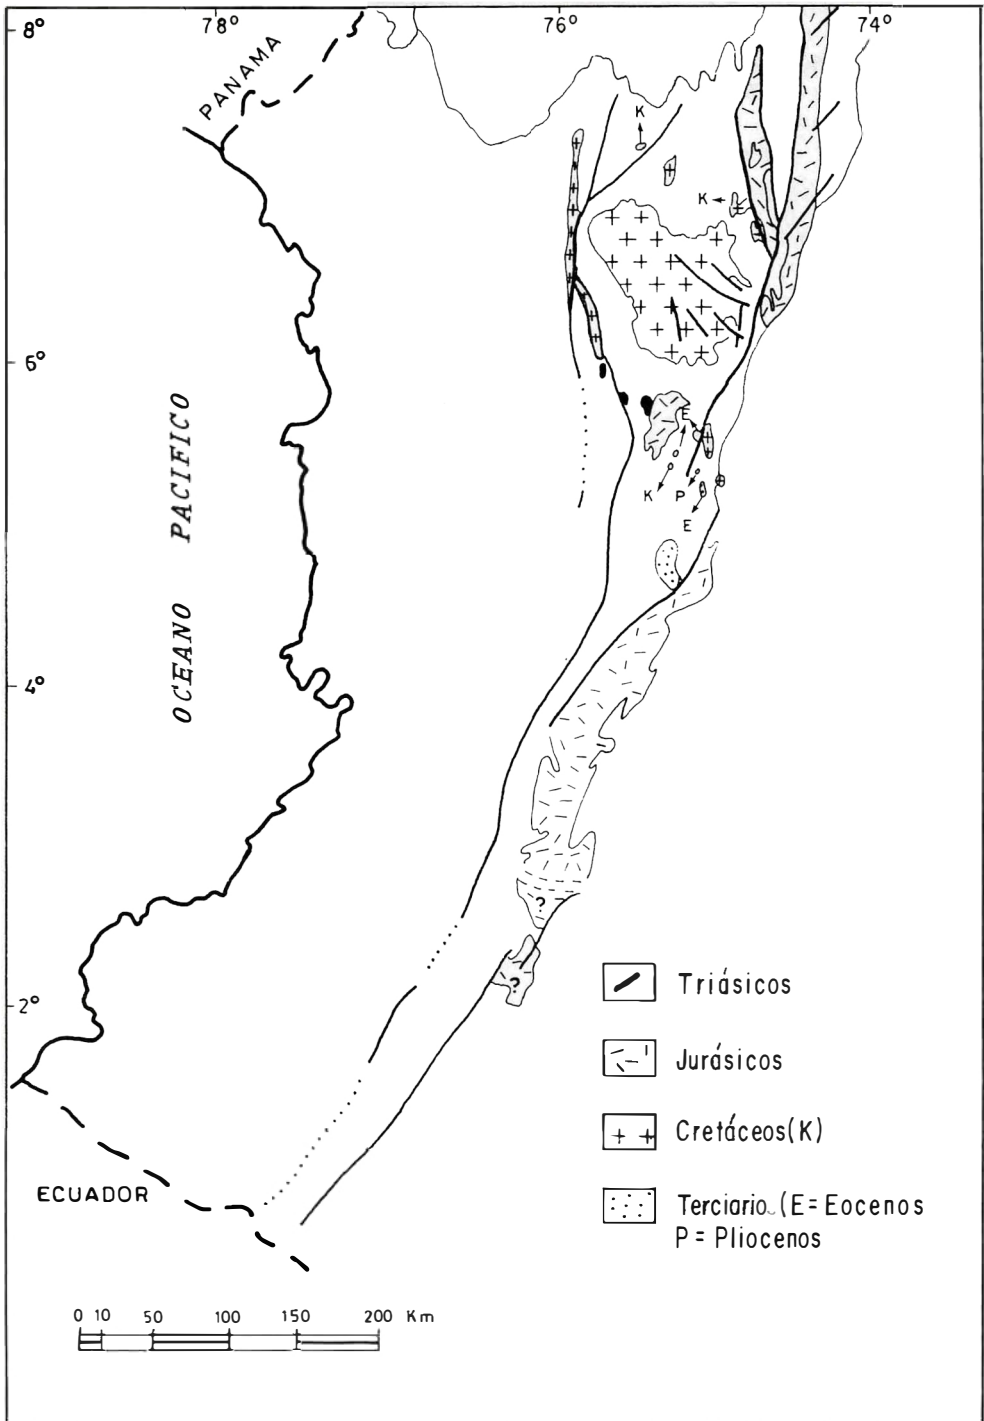 78°
76°
74°
8°
PANAMA
K
K
6°
E
K
P
E
OCEANO PACIFICO
4°
?
?
2°
Triásicos
Jurásicos
Cretáceos(K)
Terciario (E=Eocenos
P=Pliocenos
ECUADOR
0 10 50 100 150 200 Km